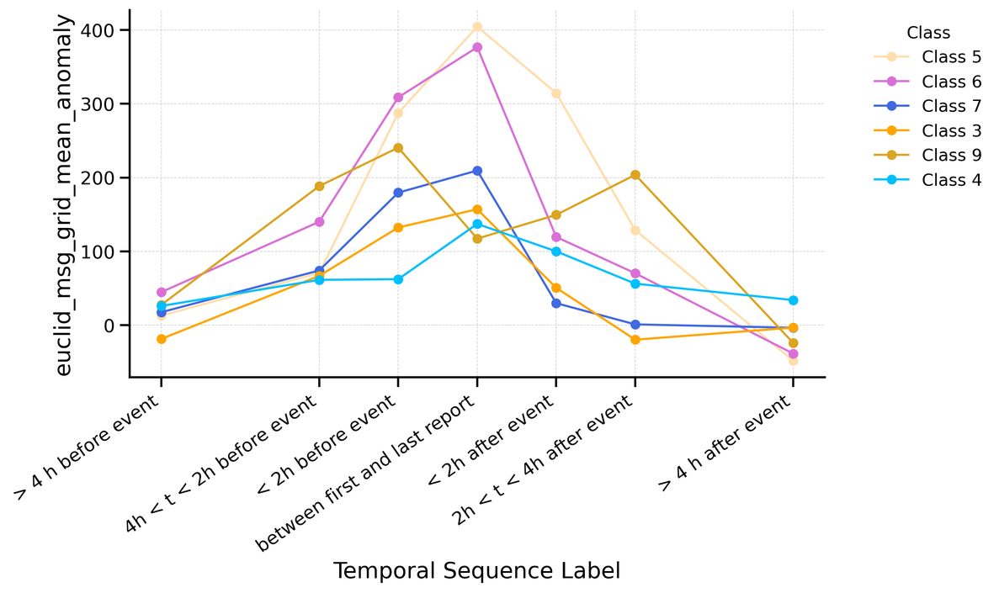 euclid_msg_grid_mean_anomaly
400
300
200
100
0
> 4 h before event
4h < t < 2h before event
< 2h before event
between first and last report
< 2h after event
2h < t < 4h after event
> 4 h after event
Temporal Sequence Label
Class
Class 5
Class 6
Class 7
Class 3
Class 9
Class 4